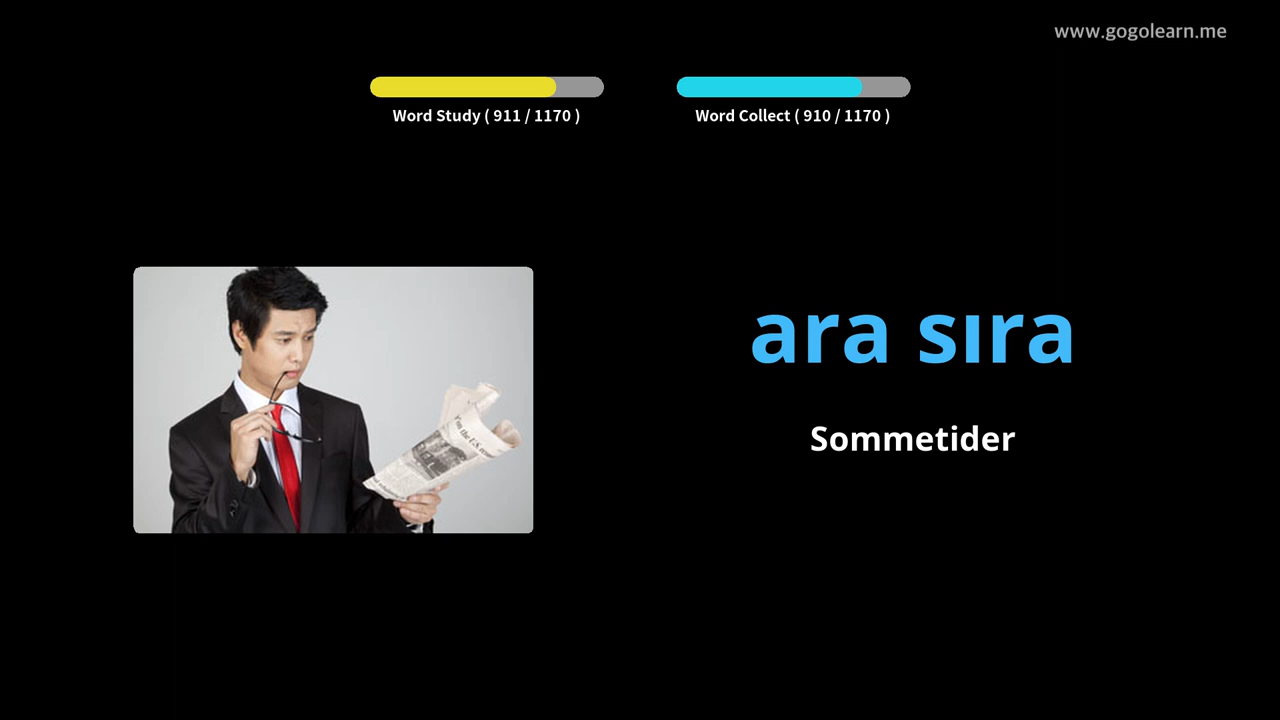 www.gogolearn.me
Word Study ( 911 / 1170 )
Word Collect ( 910 / 1170 )
ara sıra
Sommetider